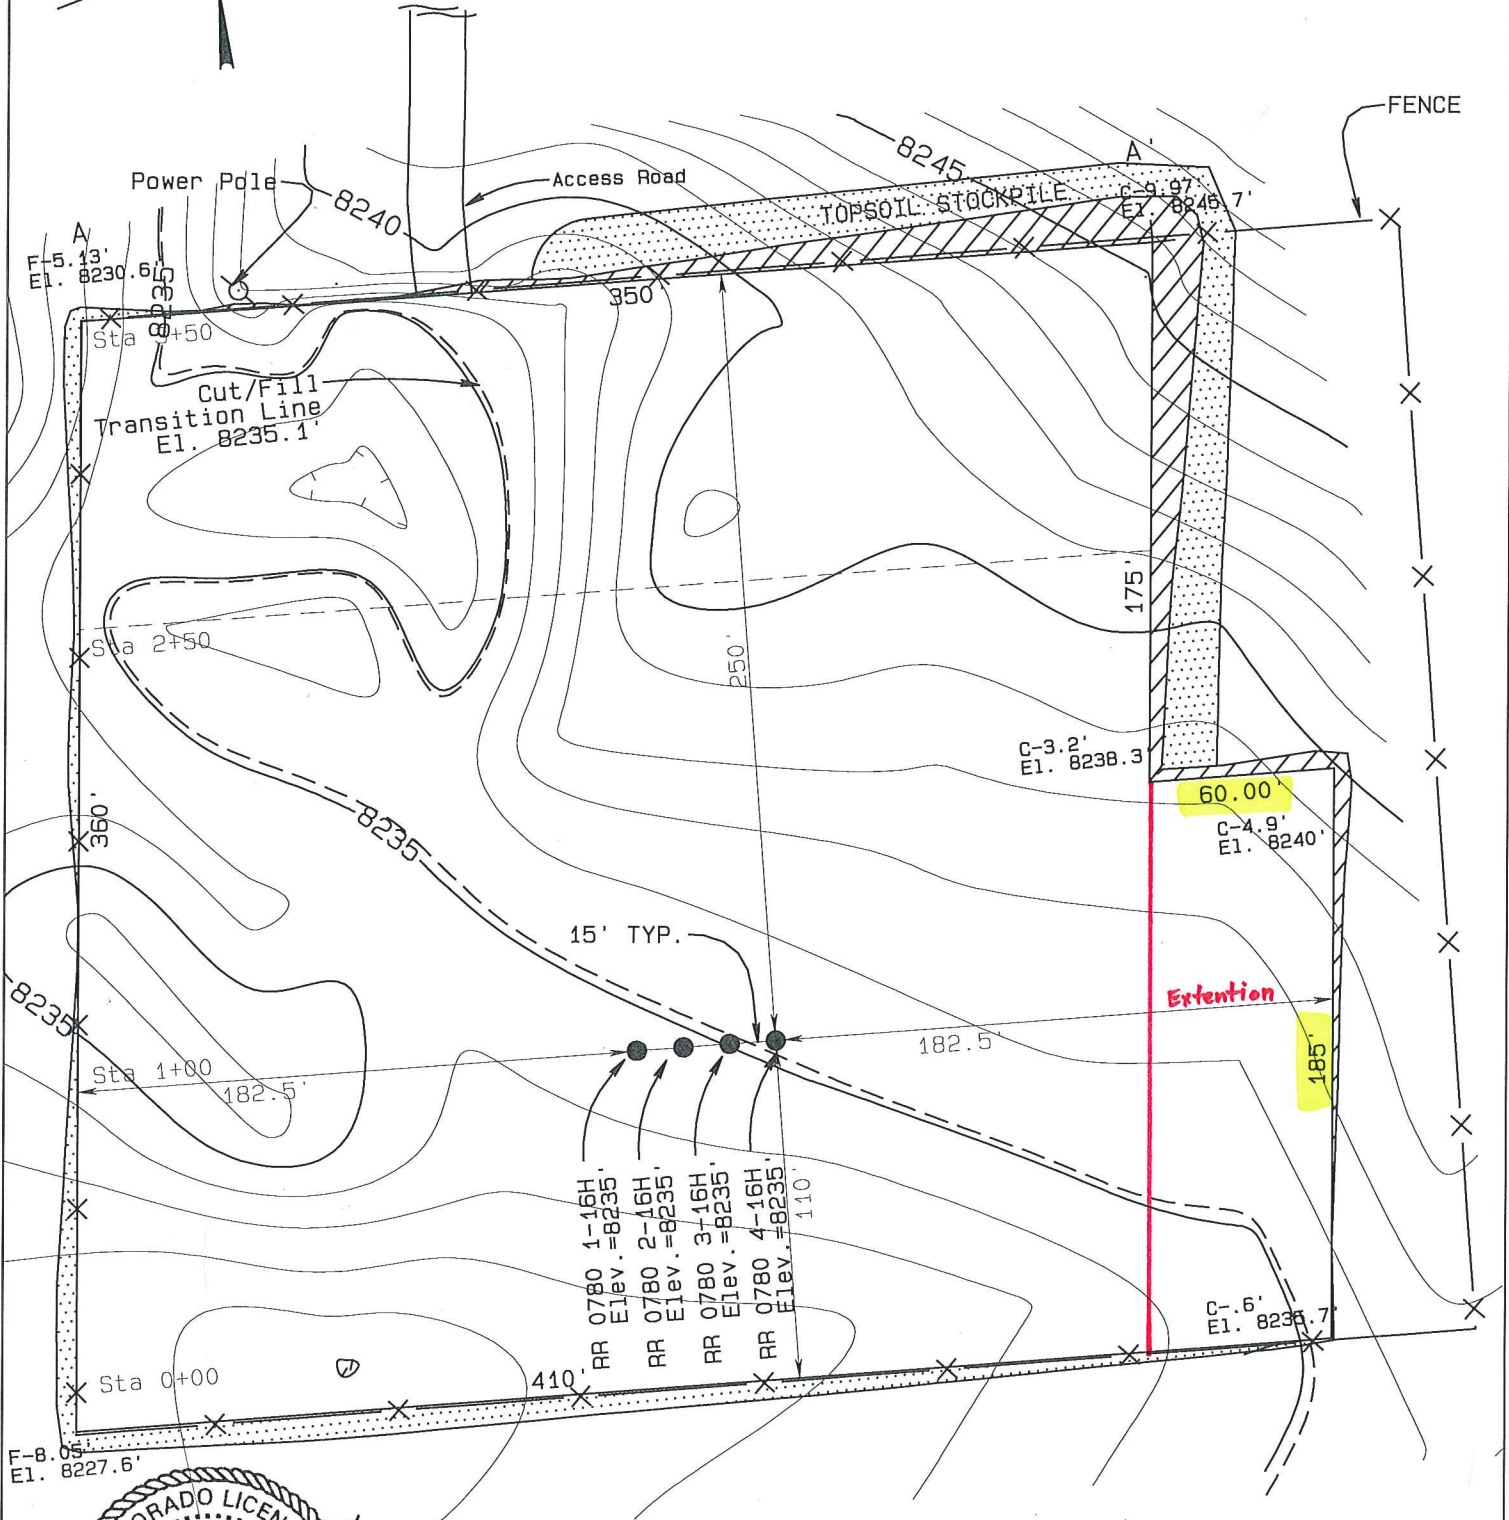 FENCE
8245
A'
Power Pole
Access Road
8240
TOPSOIL STOCKPILE
C-9.97'
El. 8245.7'
A
F-5.13'
El. 8230.6'
8235'
350'
Sta 3+50
Cut/Fill
Transition Line
El. 8235.1'
175'
Sta 2+50
250'
C-3.2'
El. 8238.3'
60.00'
C-4.9'
El. 8240'
360'
8235
15' TYP.
Extention
8235
182.5'
185'
Sta 1+00
182.5'
RR 0780 1-16H
Elev.=8235'
RR 0780 2-16H
Elev.=8235'
RR 0780 3-16H
Elev.=8235'
RR 0780 4-16H
Elev.=8235'
110'
C-.6'
El. 8235.7'
Sta 0+00
410'
F-8.05'
El. 8227.6'
ORADO LICEN